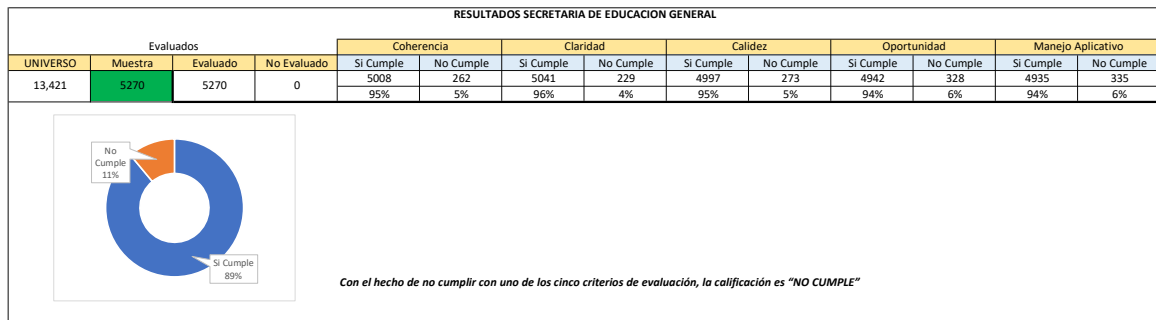 RESULTADOS SECRETARIA DE EDUCACION GENERAL
Evaluados Coherencia Claridad Calidez Oportunidad Manejo Aplicativo
UNIVERSO Muestra Evaluado No Evaluado Si Cumple No Cumple Si Cumple No Cumple Si Cumple No Cumple Si Cumple No Cumple Si Cumple No Cumple
13,421 5270 5270 0 5008 262 5041 229 4997 273 4942 328 4935 335
95% 5% 96% 4% 95% 5% 94% 6% 94% 6%
No
Cumple
11%
Si Cumple
89%
Con el hecho de no cumplir con uno de los cinco criterios de evaluación, la calificación es “NO CUMPLE”